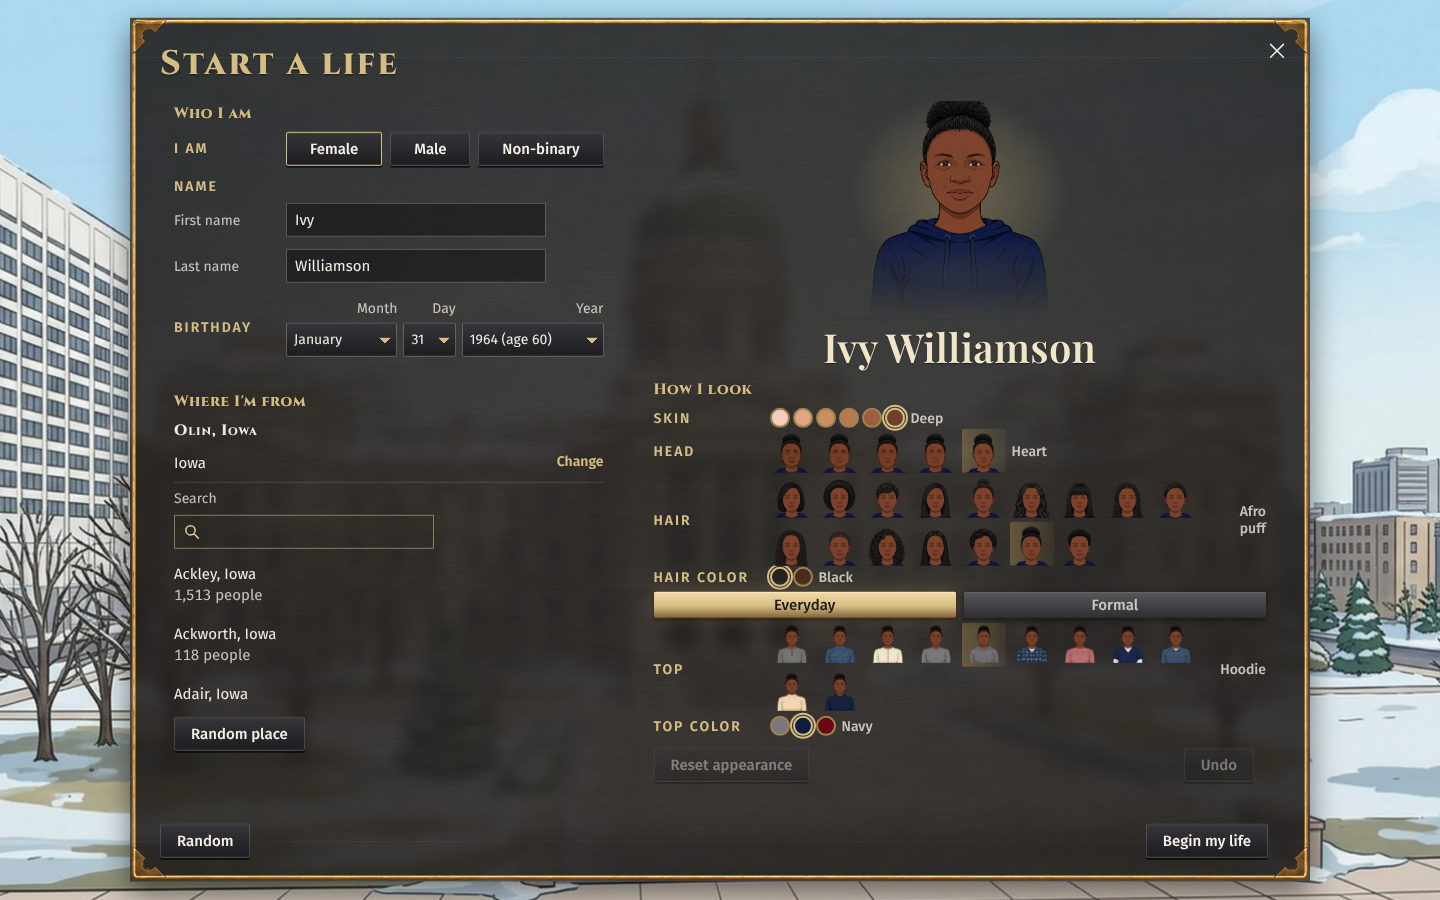 START A LIFE
WHO I AM
I AM
Female
Male
Non-binary
NAME
First name
Ivy
Last name
Williamson
Month
Day
Year
BIRTHDAY
January
31
1964 (age 60)
WHERE I'M FROM
OLIN, IOWA
Iowa
Change
Search
Ackley, Iowa
1,513 people
Ackworth, Iowa
118 people
Adair, Iowa
Random place
Random
Ivy Williamson
HOW I LOOK
SKIN
Deep
HEAD
Heart
HAIR
Afro
puff
HAIR COLOR
Black
Everyday
Formal
TOP
Hoodie
TOP COLOR
Navy
Reset appearance
Undo
Begin my life